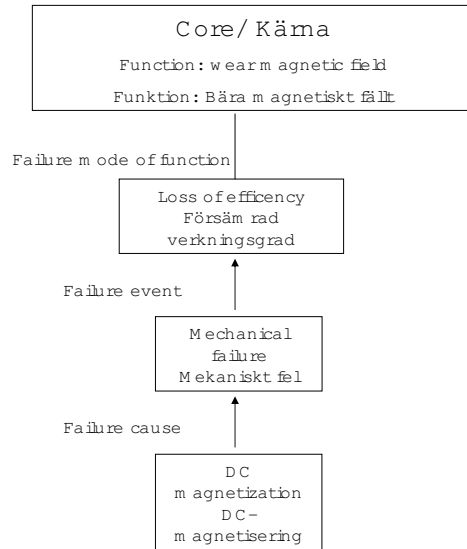 Core/ Kärna
Function: wear magnetic field
Funktion: Bära magnetiskt fällt
Failure mode of function
Loss of efficency
Försämrad
verkningsgrad
Failure event
Mechanical
failure
Mekaniskt fel
Failure cause
DC
magnetization
DC-
magnetisering